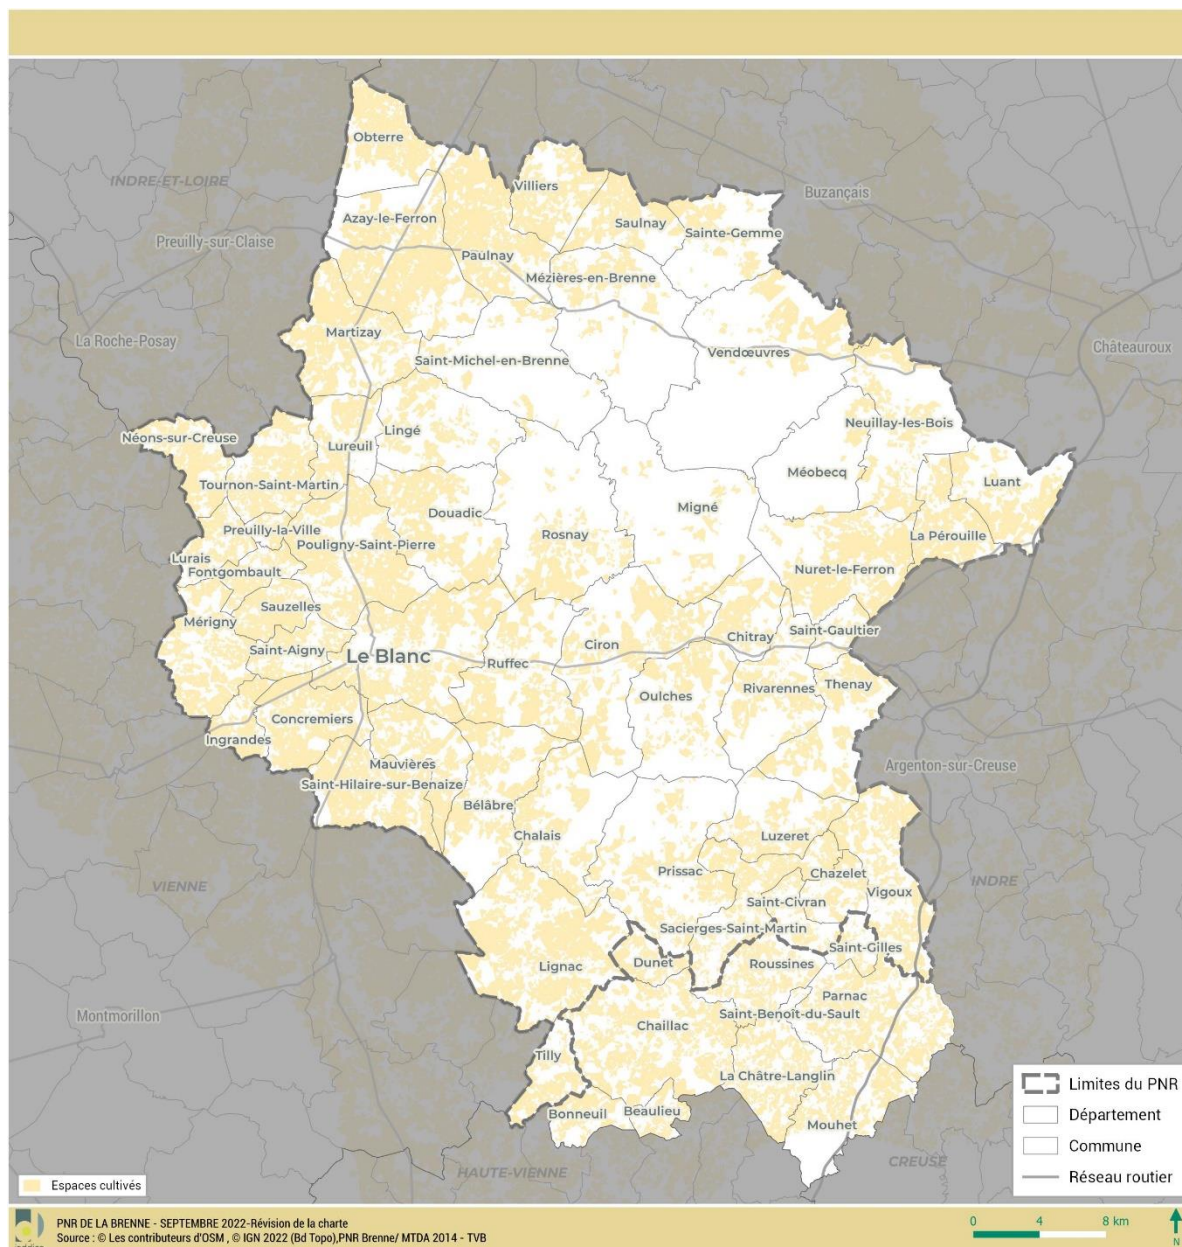 Obterre
INDRE-ET-LOIRE
Villiers
Buzançais
Azay-le-Ferron
Saulnay
Sainte-Gemme
Preuilly-sur-Claise
Paulnay
Mézières-en-Brenne
Martizay
La Roche-Posay
Châteauroux
Vendœuvres
Saint-Michel-en-Brenne
Néons-sur-Creuse
Lingé
Neuillay-les-Bois
Lureuil
Méobecq
Luant
Tournon-Saint-Martin
Douadic
Migné
Preuilly-la-Ville
Rosnay
La Pérouille
Pouligny-Saint-Pierre
Lurais
Fontgombault
Nuret-le-Ferron
Sauzelles
Mérigny
Saint-Gaultier
Chitray
Ciron
Saint-Aigny
Le Blanc
Ruffec
Thenay
Rivarennes
Oulches
Concremiers
Ingrandes
Mauvières
Argenton-sur-Creuse
Saint-Hilaire-sur-Benaize
Bélâbre
Chalais
Luzeret
Prissac
Chazelet
VIENNE
INDRE
Vigoux
Saint-Civran
Sacierges-Saint-Martin
Saint-Gilles
Dunet
Roussines
Lignac
Parnac
Montmorillon
Saint-Benoît-du-Sault
Chaillac
Tilly
La Châtre-Langlin
Bonneuil
Beaulieu
Mouhet
HAUTE-VIENNE
CREUSE
Limites du PNR
Département
Commune
Réseau routier
Espaces cultivés
PNR DE LA BRENNE - SEPTEMBRE 2022-Révision de la charte
Source : © Les contributeurs d'OSM , © IGN 2022 (Bd Topo),PNR Brenne/ MTDA 2014 - TVB
0 4 8 km
N